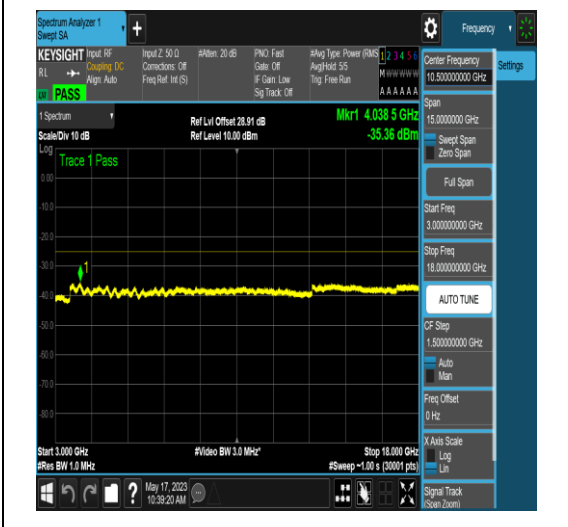 Spectrum Analyzer 1
Swept SA
+
Frequency
KEYSIGHT
RL
PASS
Input: RF
Coupling: DC
Align: Auto
Input Z: 50 Ω
Corrections: Off
Freq Ref: Int (S)
#Atten: 20 dB
PNO: Fast
Gate: Off
IF Gain: Low
Sig Track: Off
#Avg Type: Power (RMS
Avg|Hold: 5/5
Trig: Free Run
1 2 3 4 5 6
M w w w w w
A A A A A A
1 Spectrum
Scale/Div 10 dB
Ref Lvl Offset 28.91 dB
Ref Level 10.00 dBm
Mkr1 4.038 5 GHz
-35.36 dBm
Log
Trace 1 Pass
1
0.00
-10.0
-20.0
-30.0
-40.0
-50.0
-60.0
-70.0
-80.0
Start 3.000 GHz
#Res BW 1.0 MHz
#Video BW 3.0 MHz*
Stop 18.000 GHz
#Sweep ~1.00 s (30001 pts)
Center Frequency
10.500000000 GHz
Settings
Span
15.0000000 GHz
Swept Span
Zero Span
Full Span
Start Freq
3.000000000 GHz
Stop Freq
18.000000000 GHz
AUTO TUNE
CF Step
1.500000000 GHz
Auto
Man
Freq Offset
0 Hz
X Axis Scale
Log
Lin
Signal Track
(Span Zoom)
?
May 17, 2023
10:39:20 AM